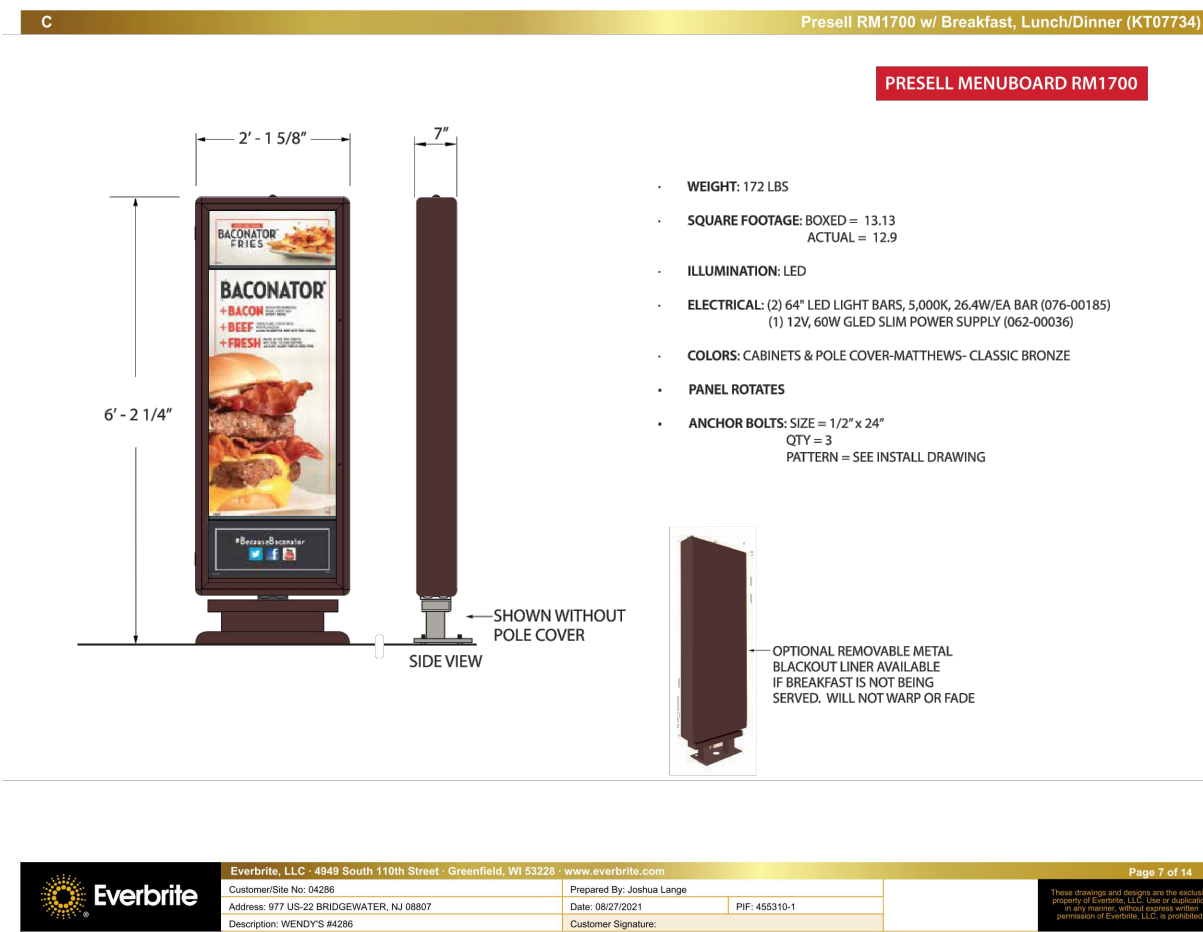 C
Presell RM1700 w/ Breakfast, Lunch/Dinner (KT07734)
PRESELL MENUBOARD RM1700
2' - 1 5/8"
7"
6' - 2 1/4"
BACONATOR
FRIES
BACONATOR
+BACON
+BEEF
+FRESH
#BecauseBaconator
SHOWN WITHOUT
POLE COVER
SIDE VIEW
· WEIGHT: 172 LBS
· SQUARE FOOTAGE: BOXED = 13.13
ACTUAL = 12.9
· ILLUMINATION: LED
· ELECTRICAL: (2) 64" LED LIGHT BARS, 5,000K, 26.4W/EA BAR (076-00185)
(1) 12V, 60W GLED SLIM POWER SUPPLY (062-00036)
· COLORS: CABINETS & POLE COVER-MATTHEWS- CLASSIC BRONZE
• PANEL ROTATES
• ANCHOR BOLTS: SIZE = 1/2" x 24"
QTY = 3
PATTERN = SEE INSTALL DRAWING
OPTIONAL REMOVABLE METAL
BLACKOUT LINER AVAILABLE
IF BREAKFAST IS NOT BEING
SERVED. WILL NOT WARP OR FADE
Everbrite®
Everbrite, LLC · 4949 South 110th Street · Greenfield, WI 53228 · www.everbrite.com
Page 7 of 14
Customer/Site No: 04286
Prepared By: Joshua Lange
Address: 977 US-22 BRIDGEWATER, NJ 08807
Date: 08/27/2021
PIF: 455310-1
Description: WENDY'S #4286
Customer Signature:
These drawings and designs are the exclusi
property of Everbrite, LLC. Use or duplicatio
in any manner, without express written
permission of Everbrite, LLC, is prohibited